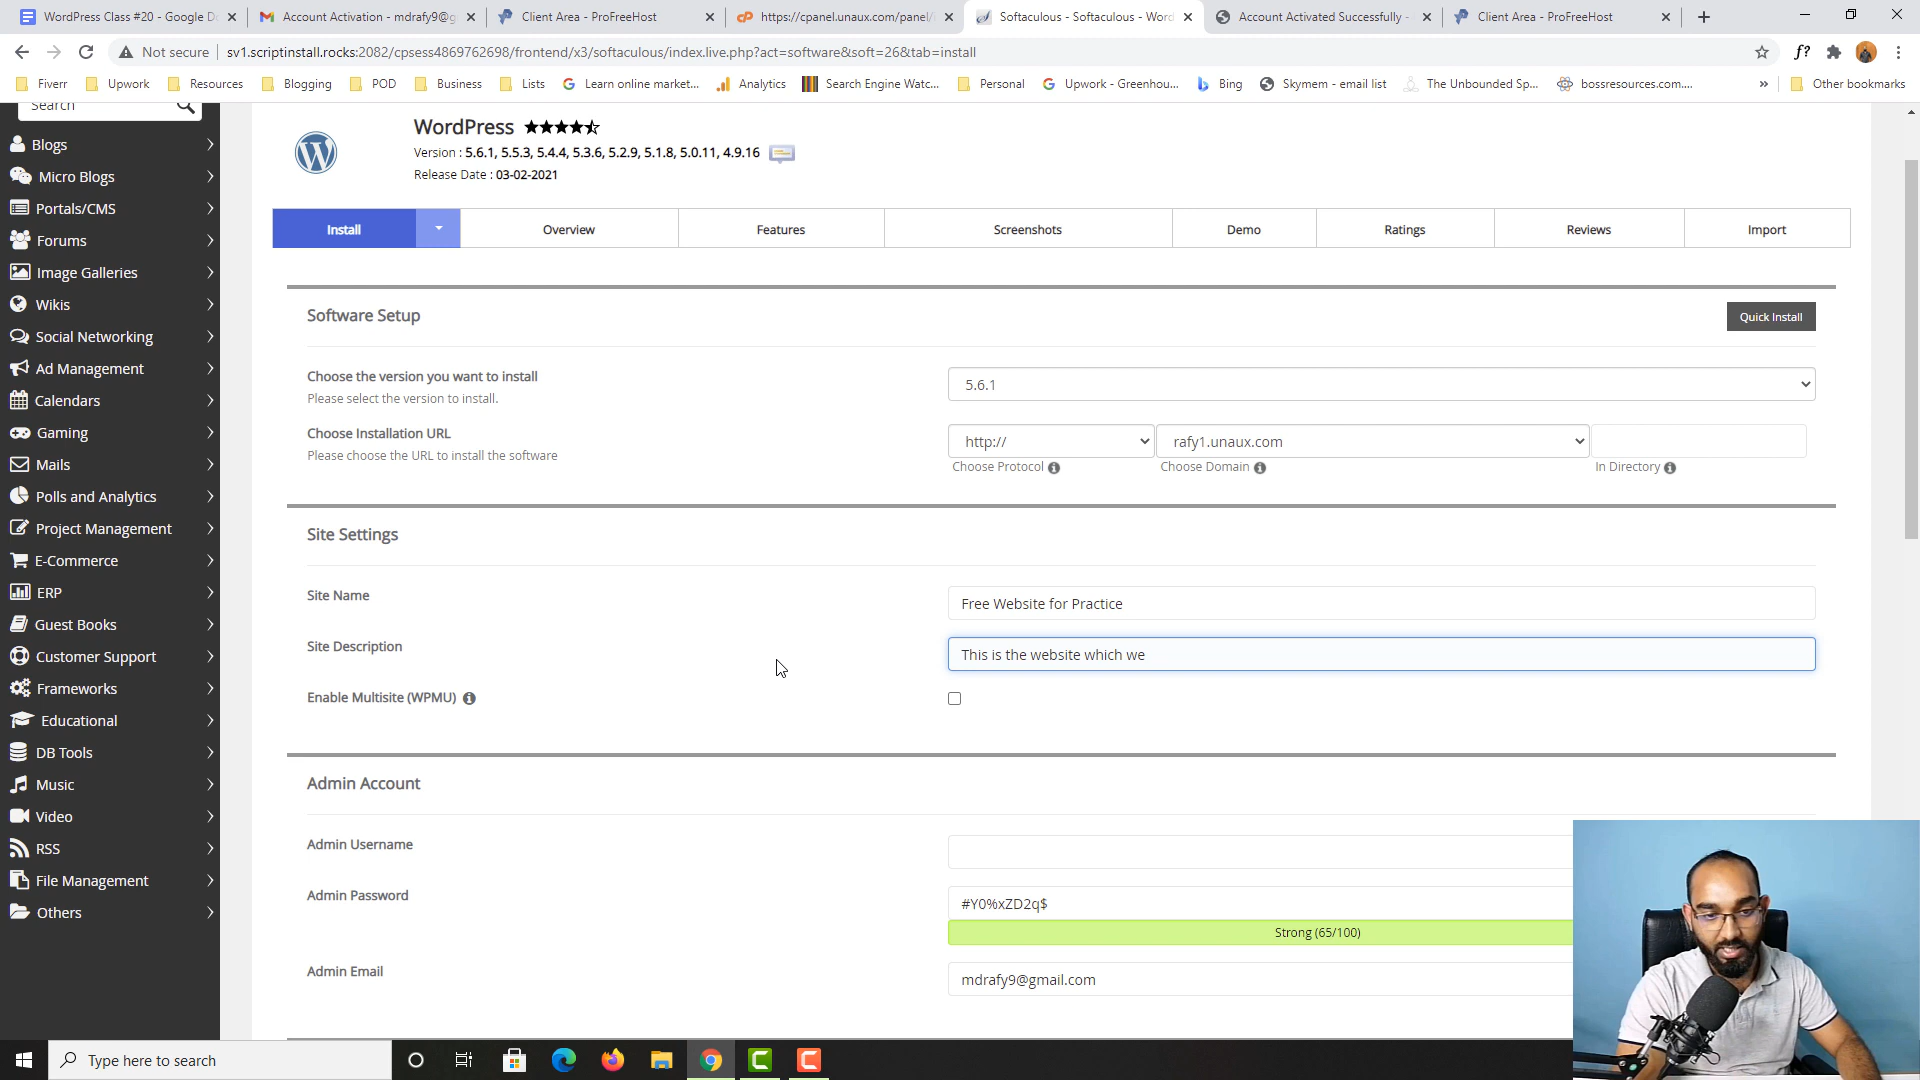 WordPress Class #20 - Google Do
Account Activation - mdrafy9@g
Client Area - ProFreeHost
https://cpanel.unaux.com/panel/
Softaculous - Softaculous - Wor
Account Activated Successfully -
Client Area - ProFreeHost
Not secure
sv1.scriptinstall.rocks:2082/cpsess4869762698/frontend/x3/softaculous/index.live.php?act=software&soft=26&tab=install
Fiverr
Upwork
Resources
Blogging
POD
Business
Lists
Learn online market...
Analytics
Search Engine Watc...
Personal
Upwork - Greenhou...
Bing
Skymem - email list
The Unbounded Sp...
bossresources.com....
»
Other bookmarks
Search
Blogs
Micro Blogs
Portals/CMS
Forums
Image Galleries
Wikis
Social Networking
Ad Management
Calendars
Gaming
Mails
Polls and Analytics
Project Management
E-Commerce
ERP
Guest Books
Customer Support
Frameworks
Educational
DB Tools
Music
Video
RSS
File Management
Others
WordPress
Version : 5.6.1, 5.5.3, 5.4.4, 5.3.6, 5.2.9, 5.1.8, 5.0.11, 4.9.16
Release Date : 03-02-2021
Install
Overview
Features
Screenshots
Demo
Ratings
Reviews
Import
Software Setup
Quick Install
Choose the version you want to install
Please select the version to install.
5.6.1
Choose Installation URL
Please choose the URL to install the software
http://
rafy1.unaux.com
Choose Protocol
Choose Domain
In Directory
Site Settings
Site Name
Free Website for Practice
Site Description
This is the website which we
Enable Multisite (WPMU)
Admin Account
Admin Username
Admin Password
#Y0%xZD2q$
Strong (65/100)
Admin Email
mdrafy9@gmail.com
Type here to search